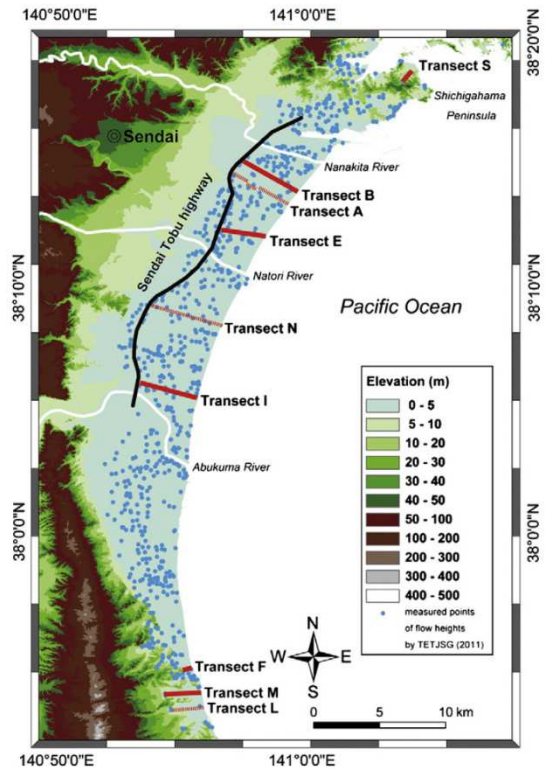 140°50'0"E
141°0'0"E
38°20'0"N
Transect S
Shichigahama
Peninsula
Sendai
Nanakita River
Transect B
Transect A
Sendai Tobu highway
Transect E
Natori River
38°10'0"N
Pacific Ocean
Transect N
Transect I
Abukuma River
Elevation (m)
0 - 5
5 - 10
10 - 20
20 - 30
30 - 40
40 - 50
50 - 100
100 - 200
200 - 300
300 - 400
400 - 500
measured points
of flow heights
by TETJSG (2011)
38°0'0"N
N
W
E
S
Transect F
Transect M
Transect L
0
5
10 km
140°50'0"E
141°0'0"E